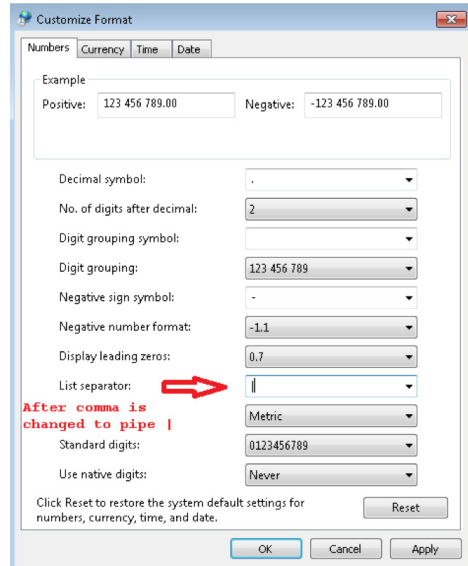 Customize Format
Numbers Currency Time Date
Example
Positive: 123 456 789.00 Negative: -123 456 789.00
Decimal symbol: .
No. of digits after decimal: 2
Digit grouping symbol:
Digit grouping: 123 456 789
Negative sign symbol: -
Negative number format: -1.1
Display leading zeros: 0.7
List separator: |
After comma is
changed to pipe |
Metric
Standard digits: 0123456789
Use native digits: Never
Click Reset to restore the system default settings for
numbers, currency, time, and date.
Reset
OK Cancel Apply